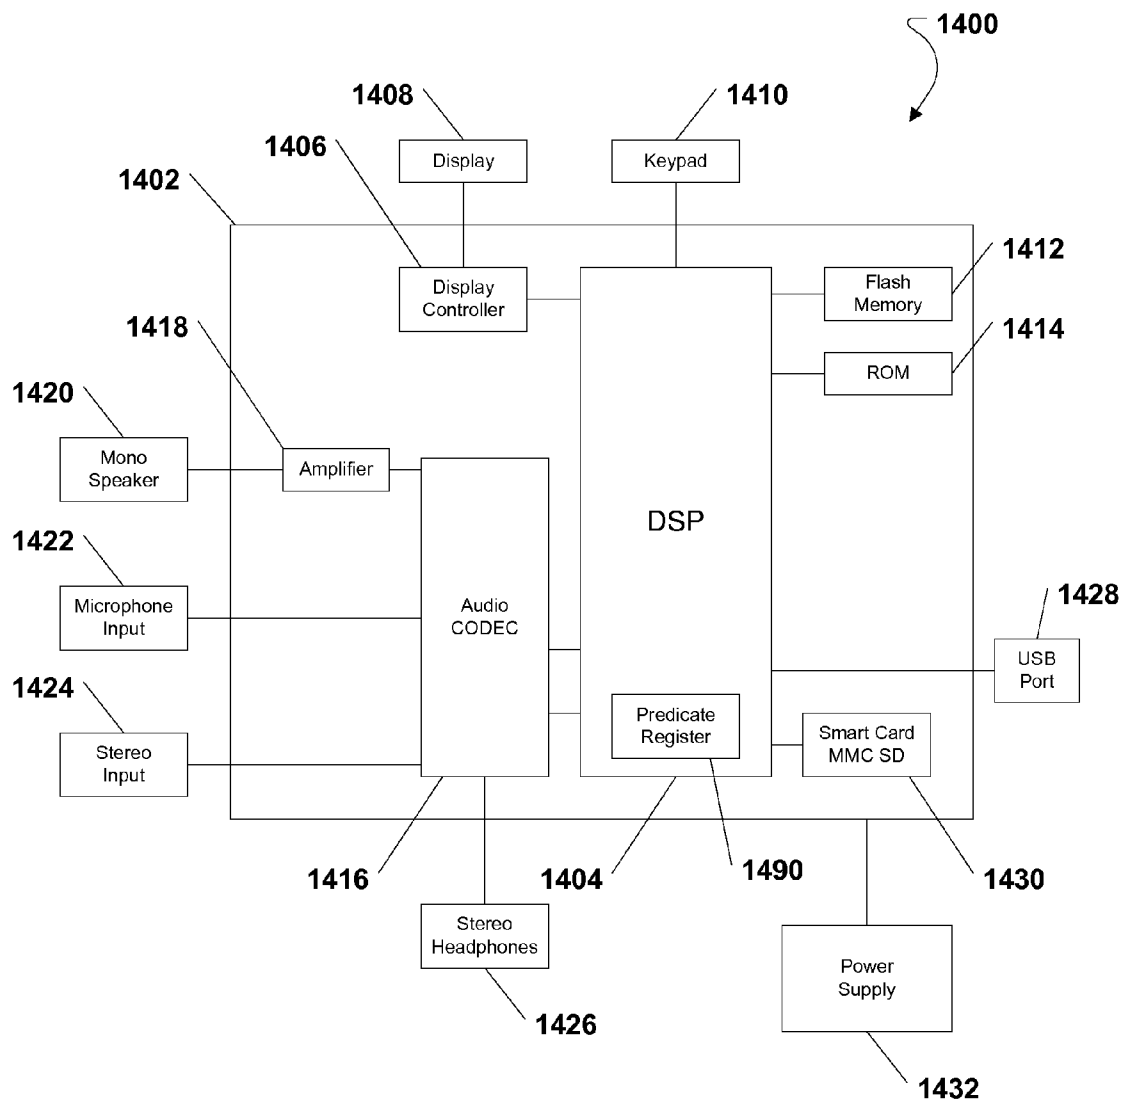 1400
1408
1410
1406
Display
Keypad
1402
1412
Display
Controller
Flash
Memory
1418
1414
ROM
1420
Mono
Speaker
Amplifier
DSP
1422
Microphone
Input
Audio
CODEC
1428
USB
Port
1424
Stereo
Input
Predicate
Register
Smart Card
MMC SD
1416
1404
1490
1430
Stereo
Headphones
Power
Supply
1426
1432